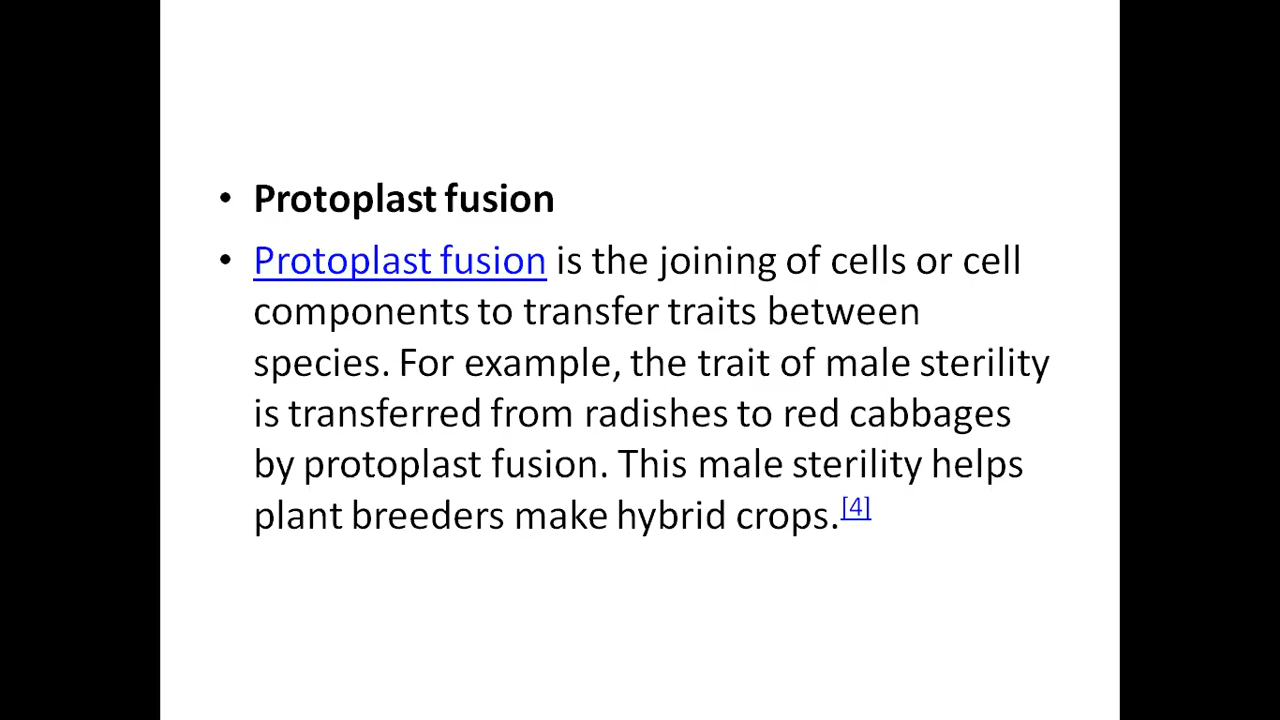 • Protoplast fusion
• Protoplast fusion is the joining of cells or cell
components to transfer traits between
species. For example, the trait of male sterility
is transferred from radishes to red cabbages
by protoplast fusion. This male sterility helps
plant breeders make hybrid crops.[4]